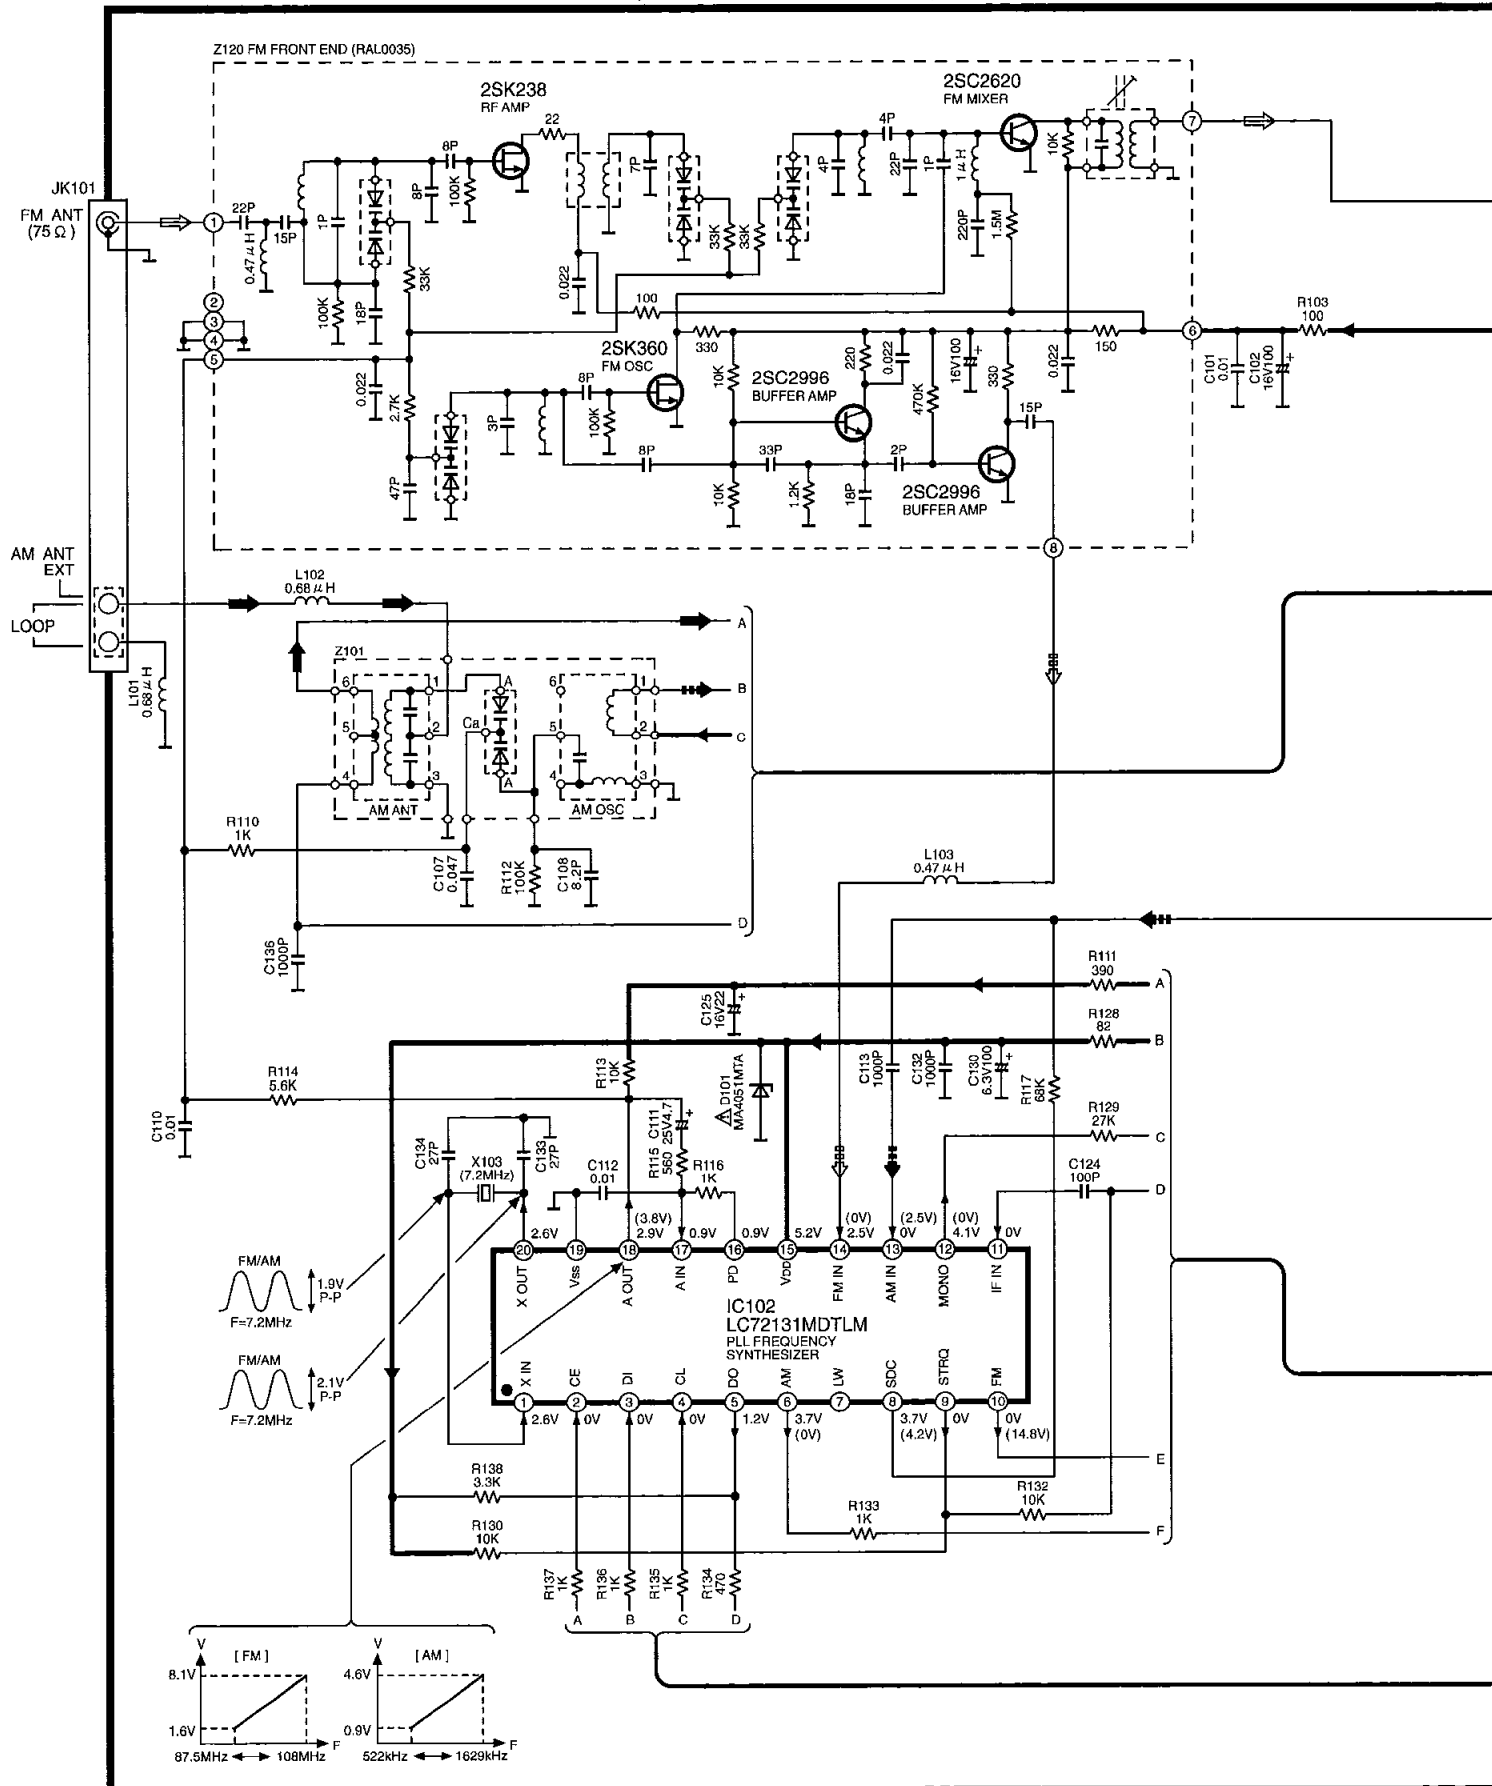 Z120 FM FRONT END (RAL0035)
2SK238
RF AMP
2SC2620
FM MIXER
JK101
FM ANT
(75 Ω)
1
22P
0.47 μ H
15P
1P
100K
18P
33K
8P
8P
100K
22
0.022
7P
33K
33K
4P
4P
22P
1P
1 μ H
220P
1.5M
10K
7
2
3
4
5
100
6
R103
100
C101
0.01
C102
16V100
2SK360
FM OSC
330
150
0.022
2.7K
47P
3P
8P
100K
8P
10K
10K
2SC2996
BUFFER AMP
220
0.022
470K
16V100
+
330
0.022
15P
33P
1.2K
18P
2P
2SC2996
BUFFER AMP
8
AM ANT
EXT
LOOP
L102
0.68 μ H
L101
0.68 μ H
Z101
A
B
C
D
6
5
4
1
2
3
AM ANT
Ca
A
A
6
5
4
1
2
3
AM OSC
R110
1K
C107
0.047
R112
100K
C108
8.2P
C136
1000P
L103
0.47 μ H
R111
390
A
R128
82
B
C125
16V22
+
R113
10K
D101
MA4051MTA
C113
1000P
C132
1000P
C130
6.3V100
+
R117
68K
R129
27K
C
C124
100P
D
R114
5.6K
C110
0.01
C134
27P
X103
(7.2MHz)
C133
27P
C112
0.01
R115
560
C111
25V4.7
+
R116
1K
2.6V
(3.8V)
2.9V
0.9V
0.9V
5.2V
(0V)
2.5V
(2.5V)
0V
(0V)
4.1V
0V
20
19
18
17
16
15
14
13
12
11
X OUT
Vss
A OUT
A IN
PD
VDD
FM IN
AM IN
MONO
IF IN
IC102
LC72131MDTLM
PLL FREQUENCY
SYNTHESIZER
X IN
CE
DI
CL
DO
AM
LW
SDC
STRQ
FM
1
2
3
4
5
6
7
8
9
10
2.6V
0V
0V
0V
1.2V
3.7V
(0V)
3.7V
(4.2V)
0V
0V
(14.8V)
FM/AM
1.9V
P-P
F=7.2MHz
FM/AM
2.1V
P-P
F=7.2MHz
E
R138
3.3K
R132
10K
R133
1K
F
R130
10K
R137
1K
R136
1K
R135
1K
R134
470
A
B
C
D
V
[ FM ]
8.1V
1.6V
87.5MHz
108MHz
F
V
[ AM ]
4.6V
0.9V
522kHz
1629kHz
F